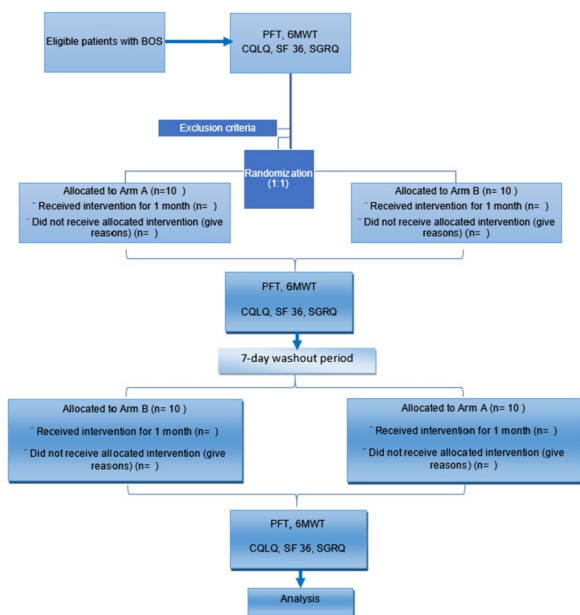 Eligible patients with BOS
PFT, 6MWT
CQLQ, SF 36, SGRQ
Exclusion criteria
Randomization
(1:1)
Allocated to Arm A (n=10 )
¨ Received intervention for 1 month (n= )
¨ Did not receive allocated intervention (give
reasons) (n= )
Allocated to Arm B (n= 10 )
¨ Received intervention for 1 month (n= )
¨ Did not receive allocated intervention (give
reasons) (n= )
PFT, 6MWT
CQLQ, SF 36, SGRQ
7-day washout period
Allocated to Arm B (n= 10 )
¨ Received intervention for 1 month (n= )
¨ Did not receive allocated intervention (give
reasons) (n= )
Allocated to Arm A (n= 10 )
¨ Received intervention for 1 month (n= )
¨ Did not receive allocated intervention (give
reasons) (n= )
PFT, 6MWT
CQLQ, SF 36, SGRQ
Analysis